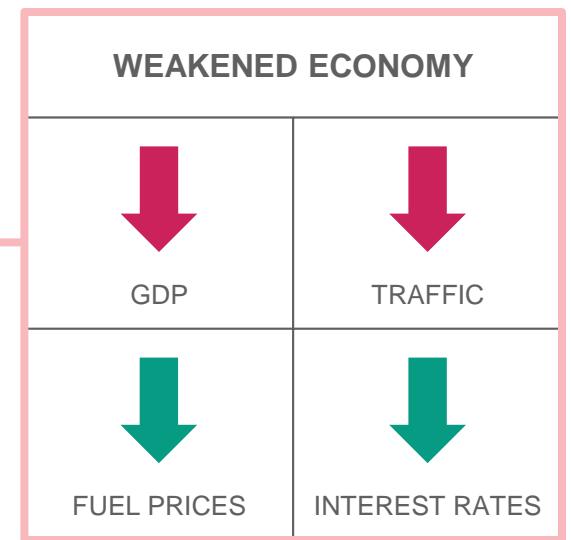 WEAKENED ECONOMY
GDP
TRAFFIC
FUEL PRICES
INTEREST RATES